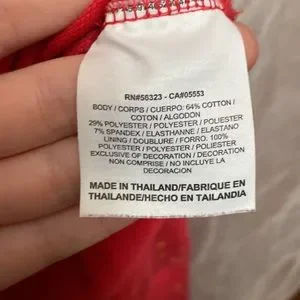 RN#56323 - CA#05553
BODY / CORPS / CUERPO: 64% COTTON /
COTON / ALGODON
29% POLYESTER / POLYESTER / POLIESTER
7% SPANDEX / ELASTHANNE / ELASTANO
LINING / DOUBLURE / FORRO: 100%
POLYESTER / POLYESTER / POLIESTER
EXCLUSIVE OF DECORATION / DECORATION
NON COMPRISE / NO INCLUYE LA
DECORACION
MADE IN THAILAND/FABRIQUE EN
THAILANDE/HECHO EN TAILANDIA